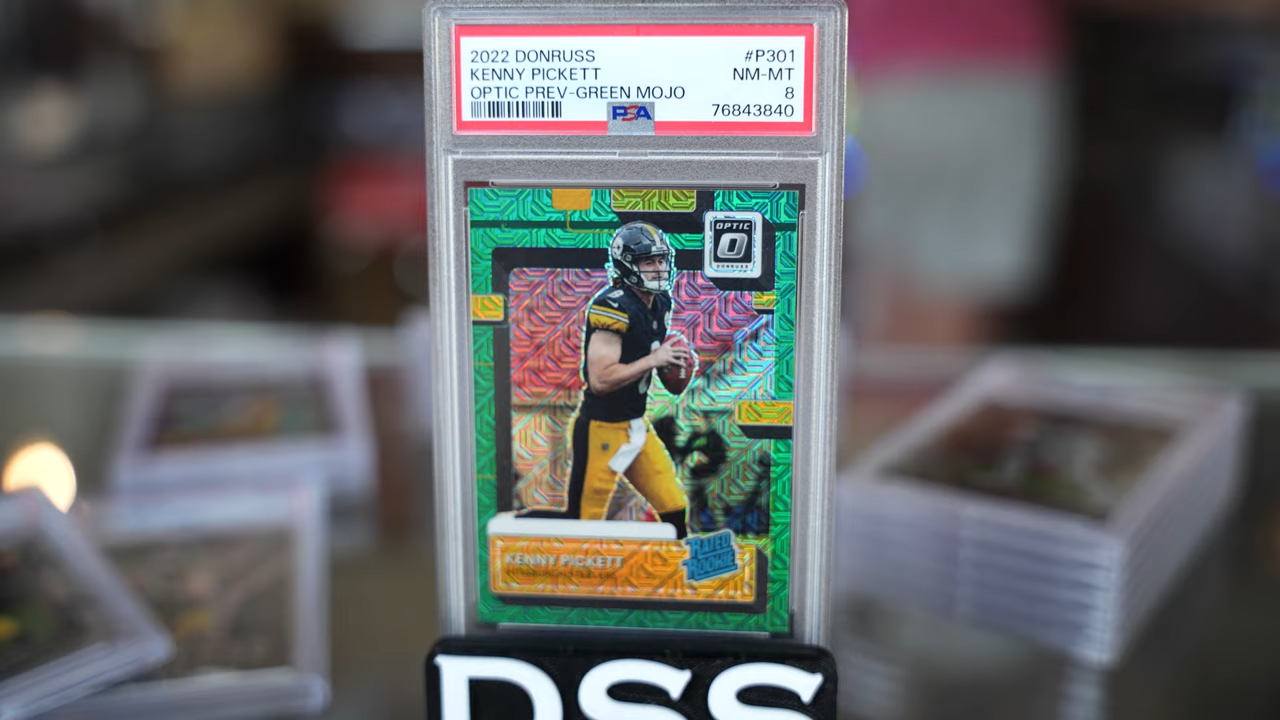 2022 DONRUSS #P301
KENNY PICKETT NM-MT
OPTIC PREV-GREEN MOJO 8
PSA 76843840
OPTIC
O
DONRUSS
KENNY PICKETT
RATED
ROOKIE
DSS